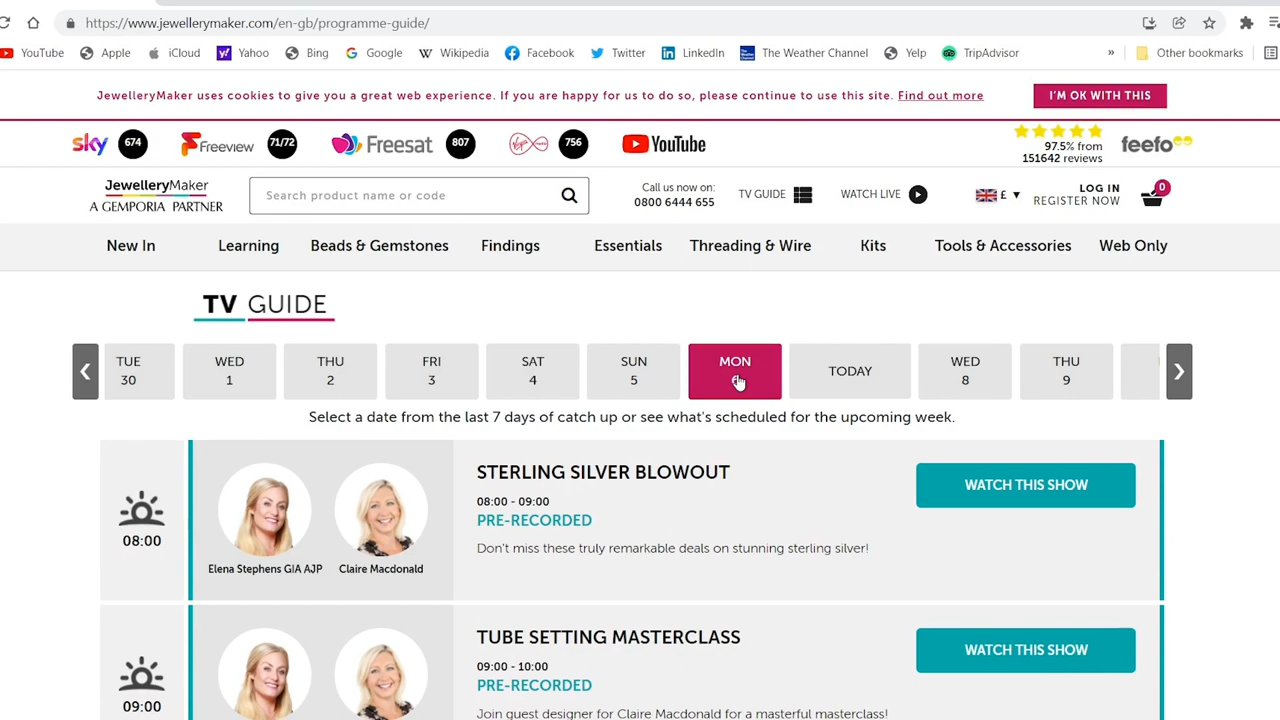 https://www.jewellerymaker.com/en-gb/programme-guide/
YouTube Apple iCloud Yahoo Bing Google Wikipedia Facebook Twitter LinkedIn The Weather Channel Yelp TripAdvisor » Other bookmarks
JewelleryMaker uses cookies to give you a great web experience. If you are happy for us to do so, please continue to use this site. Find out more I'M OK WITH THIS
sky 674 Freeview 71/72 Freesat 807 756 YouTube
97.5% from
151642 reviews
feefo
JewelleryMaker
A GEMPORIA PARTNER
Search product name or code
Call us now on:
0800 6444 655
TV GUIDE WATCH LIVE
£ ▼
LOG IN
REGISTER NOW
0
New In Learning Beads & Gemstones Findings Essentials Threading & Wire Kits Tools & Accessories Web Only
TV GUIDE
TUE WED THU FRI SAT SUN MON TODAY WED THU
30 1 2 3 4 5 8 9
Select a date from the last 7 days of catch up or see what's scheduled for the upcoming week.
STERLING SILVER BLOWOUT
08:00 - 09:00
PRE-RECORDED
Don't miss these truly remarkable deals on stunning sterling silver!
08:00
Elena Stephens GIA AJP Claire Macdonald
WATCH THIS SHOW
TUBE SETTING MASTERCLASS
09:00 - 10:00
PRE-RECORDED
Join guest designer for Claire Macdonald for a masterful masterclass!
09:00
WATCH THIS SHOW